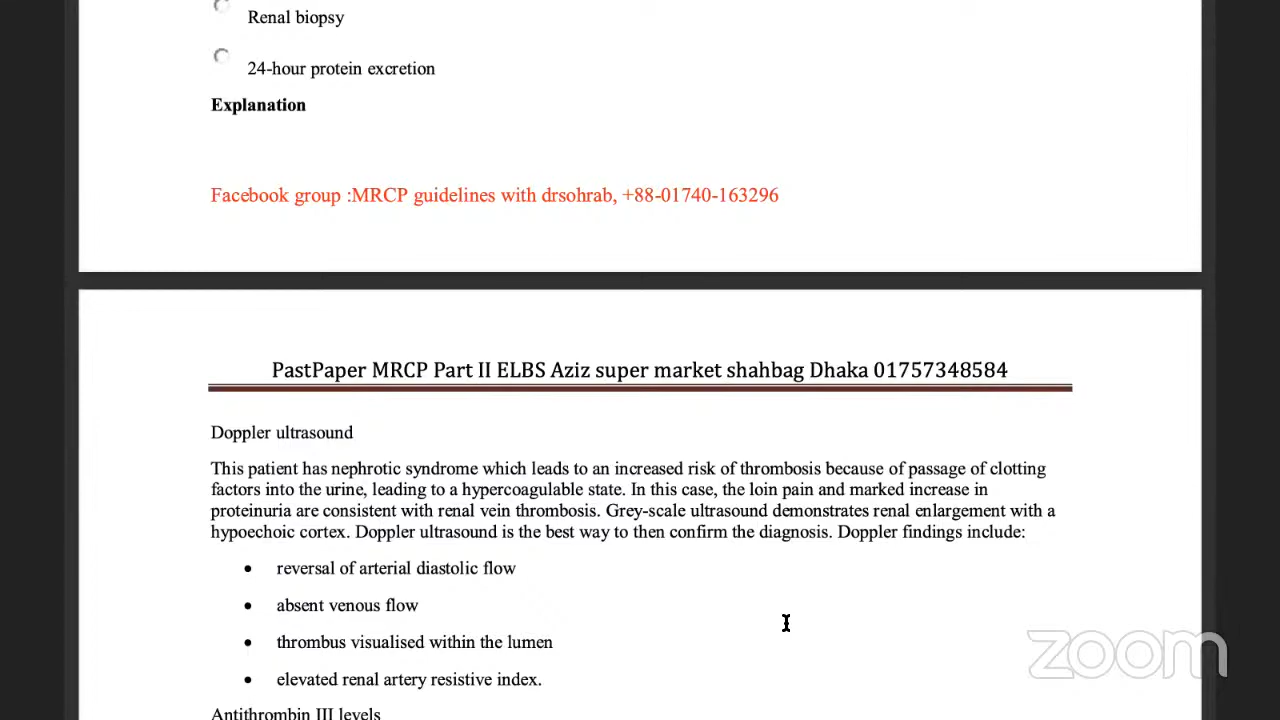 Renal biopsy
24-hour protein excretion
Explanation
Facebook group :MRCP guidelines with drsohrab, +88-01740-163296
PastPaper MRCP Part II ELBS Aziz super market shahbag Dhaka 01757348584
Doppler ultrasound
This patient has nephrotic syndrome which leads to an increased risk of thrombosis because of passage of clotting
factors into the urine, leading to a hypercoagulable state. In this case, the loin pain and marked increase in
proteinuria are consistent with renal vein thrombosis. Grey-scale ultrasound demonstrates renal enlargement with a
hypoechoic cortex. Doppler ultrasound is the best way to then confirm the diagnosis. Doppler findings include:
• reversal of arterial diastolic flow
• absent venous flow
• thrombus visualised within the lumen
• elevated renal artery resistive index.
Antithrombin III levels
zoom